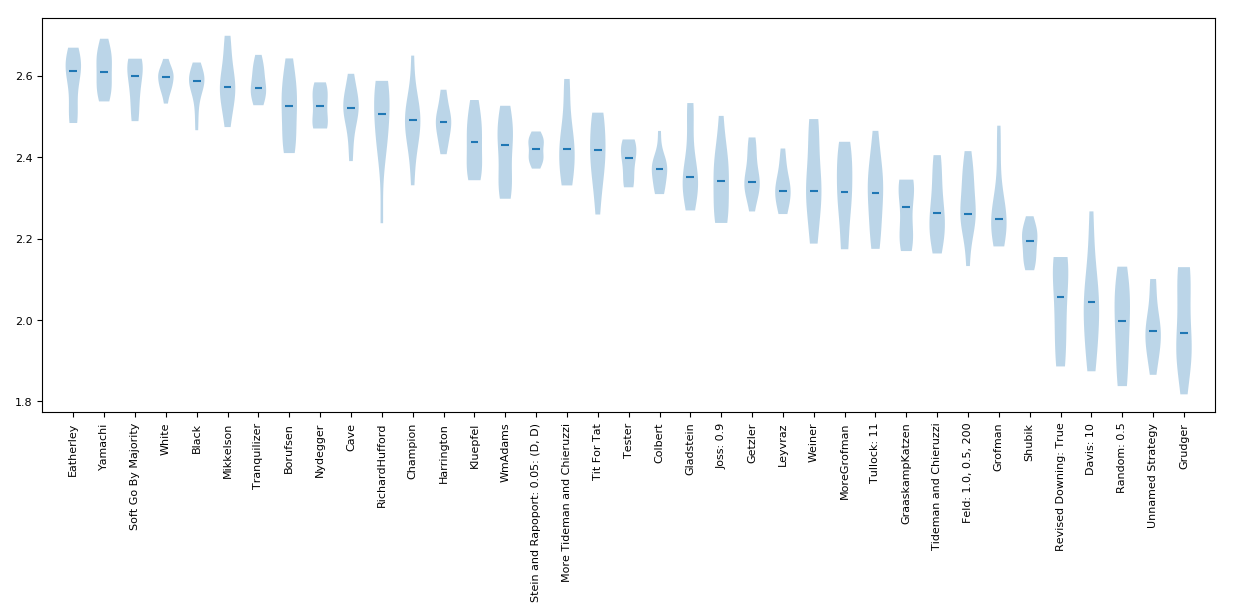 2.6
2.4
2.2
2.0
1.8
Eatherley
Yamachi
Soft Go By Majority
White
Black
Mikkelson
Tranquilizer
Borufsen
Nydegger
Cave
RichardHufford
Champion
Harrington
Kluepfel
WmAdams
Stein and Rapoport: 0.05: (D, D)
More Tideman and Chieruzzi
Tit For Tat
Tester
Colbert
Gladstein
Joss: 0.9
Getzler
Leyvraz
Weiner
MoreGrofman
Tullock: 11
GraaskampKatzen
Tideman and Chieruzzi
Feld: 1.0, 0.5, 200
Grofman
Shubik
Revised Downing: True
Davis: 10
Random: 0.5
Unnamed Strategy
Grudger